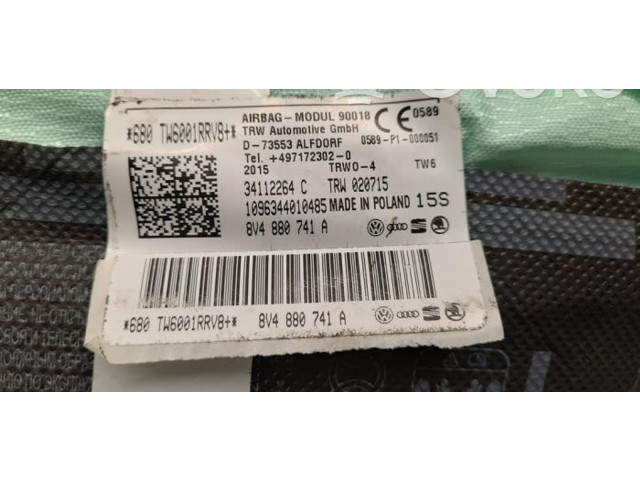 AIRBAG-MODUL 90018 CE 0589
*680 TW6001RRV8+*
TRW Automotive GmbH 0589-P1-000051
D-73553 ALFDORF
Tel. +497172302-0 TW6
2015 TRWO-4
34112264 C TRW 020715
1096344010485 MADE IN POLAND 15S
8V4 880 741 A
*680 TW6001RRV8+* 8V4 880 741 A